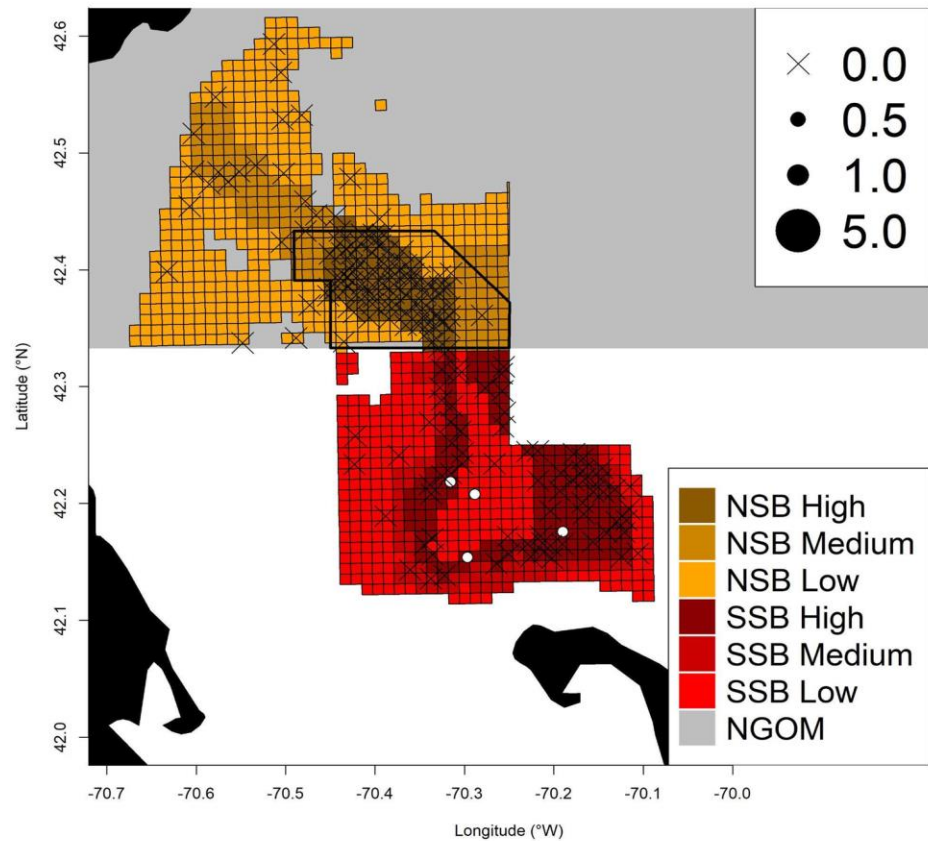 42.6
42.5
42.4
42.3
42.2
42.1
42.0
Latitude (°N)
0.0
0.5
1.0
5.0
NSB High
NSB Medium
NSB Low
SSB High
SSB Medium
SSB Low
NGOM
-70.7 -70.6 -70.5 -70.4 -70.3 -70.2 -70.1 -70.0
Longitude (°W)